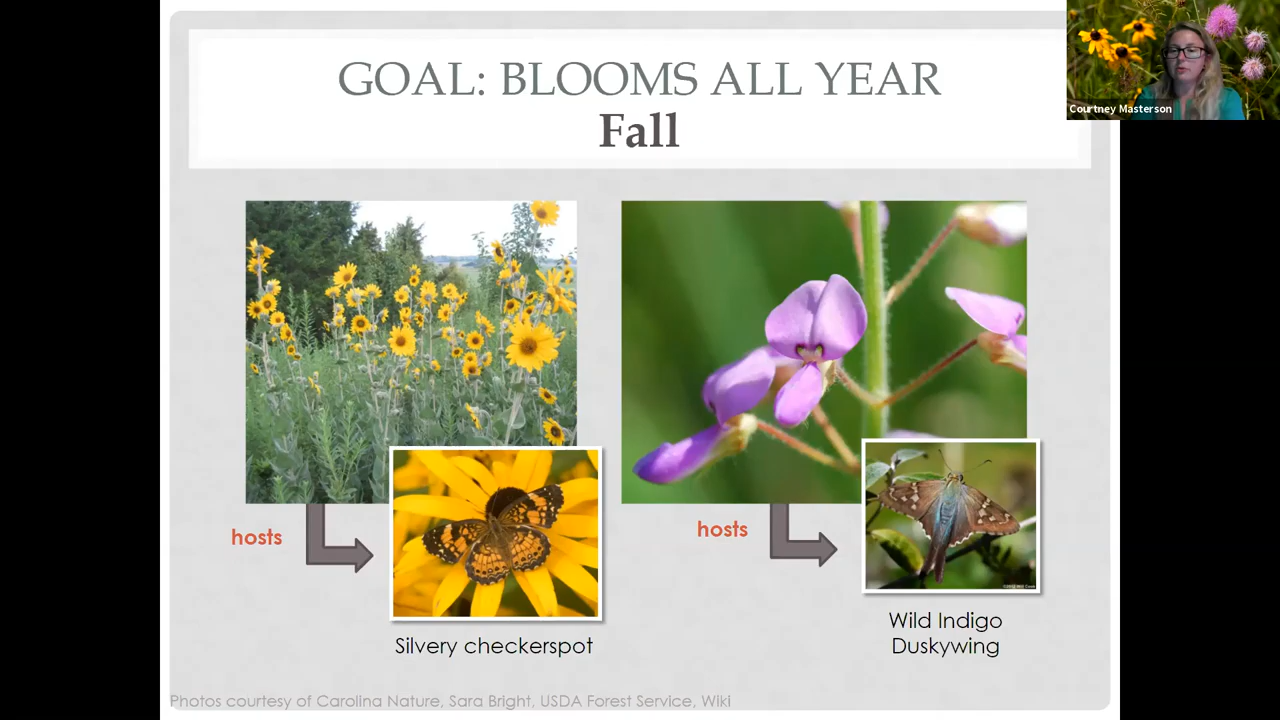 GOAL: BLOOMS ALL YEAR
Fall
Courtney Masterson
hosts
hosts
Silvery checkerspot
Wild Indigo
Duskywing
Photos courtesy of Carolina Nature, Sara Bright, USDA Forest Service, Wiki